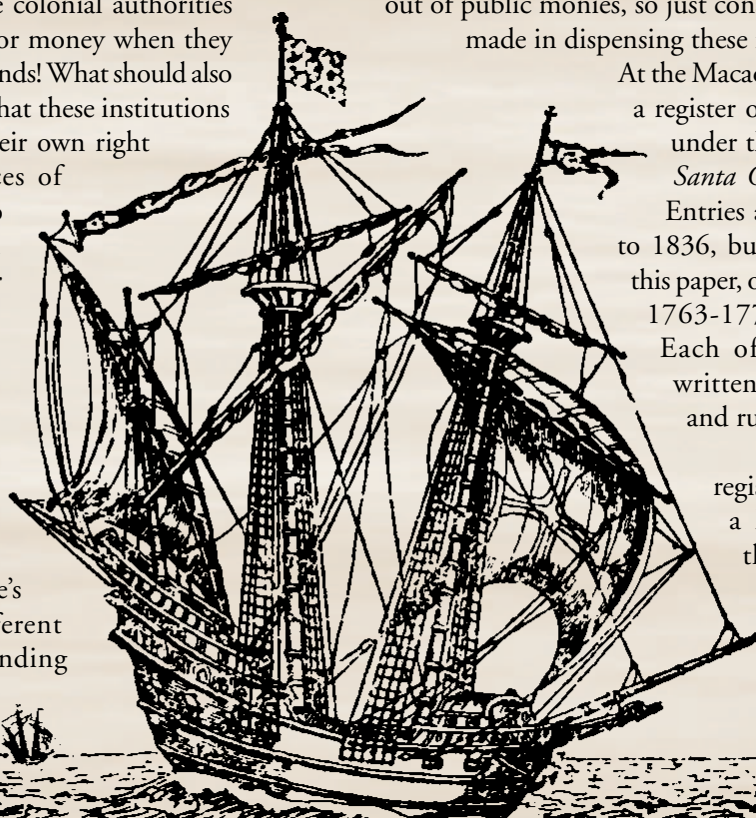 colonial authorities
or money when they
nds! What should also
hat these institutions
eir own right
es of
e's
ferent
nding
out of public monies, so just con
made in dispensing these
At the Macao
a register o
under th
Santa C
Entries a
to 1836, bu
this paper, o
1763-177
Each of
written
and ru
regi
a
th